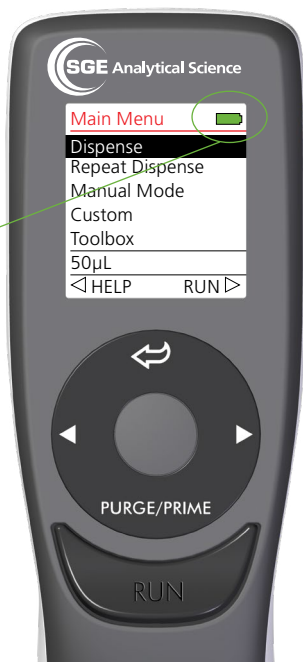 SGE Analytical Science
Main Menu
Dispense
Repeat Dispense
Manual Mode
Custom
Toolbox
50µL
◁ HELP RUN ▷
PURGE/PRIME
RUN